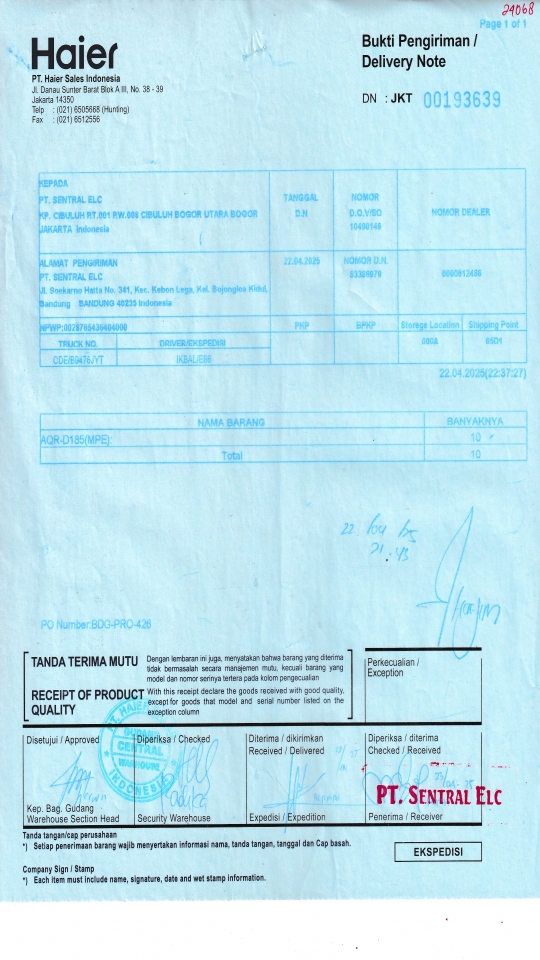 24068
Page 1 of 1
Haier
PT. Haier Sales Indonesia
Jl. Danau Sunter Barat Blok A III, No. 38 - 39
Jakarta 14350
Telp : (021) 6505668 (Hunting)
Fax : (021) 6512556
Bukti Pengiriman /
Delivery Note
DN : JKT 00193639
KEPADA
PT. SENTRAL ELC
KP. CIBULUH RT.001 RW.008 CIBULUH BOGOR UTARA BOGOR
JAKARTA Indonesia
TANGGAL
D.N
NOMOR
D.O.V/DO
10400149
NOMOR DEALER
ALAMAT PENGIRIMAN
PT. SENTRAL ELC
Jl. Soekarno Hatta No. 341, Kec. Kebon Lega, Kel. Bojongloa Kidul,
Bandung BANDUNG 40235 Indonesia
22.04.2025
NOMOR D.N.
83386979
0000012486
NPWP:0028765436404000
PKP
BPKP
Storage Location
Shipping Point
TRUCK NO.
DRIVER/EKSPEDISI
CDE/B9476JYT
IKBAL/EBB
22.04.2025(22:37:27)
NAMA BARANG
BANYAKNYA
AQR-D185(MPE):
10
Total
10
22 04 25
21.43
PO Number:BDG-PRO-426
TANDA TERIMA MUTU
Dengan lembaran ini juga, menyatakan bahwa barang yang diterima
tidak bermasalah secara manajemen mutu, kecuali barang yang
model dan nomor serinya tertera pada kolom pengecualian
RECEIPT OF PRODUCT
QUALITY
With this receipt declare the goods received with good quality,
except for goods that model and serial number listed on the
exception column
Perkecualian /
Exception
Disetujui / Approved
Diperiksa / Checked
Diterima / dikirimkan
Received / Delivered
Diperiksa / diterima
Checked / Received
GUDANG
CENTRAL
WAREHOUSE
INDONESIA
PT. SENTRAL ELC
Kep. Bag. Gudang
Warehouse Section Head
Security Warehouse
Expedisi / Expedition
Penerima / Receiver
Tanda tangan/cap perusahaan
*) Setiap penerimaan barang wajib menyertakan informasi nama, tanda tangan, tanggal dan Cap basah.
EKSPEDISI
Company Sign / Stamp
*) Each item must include name, signature, date and wet stamp information.